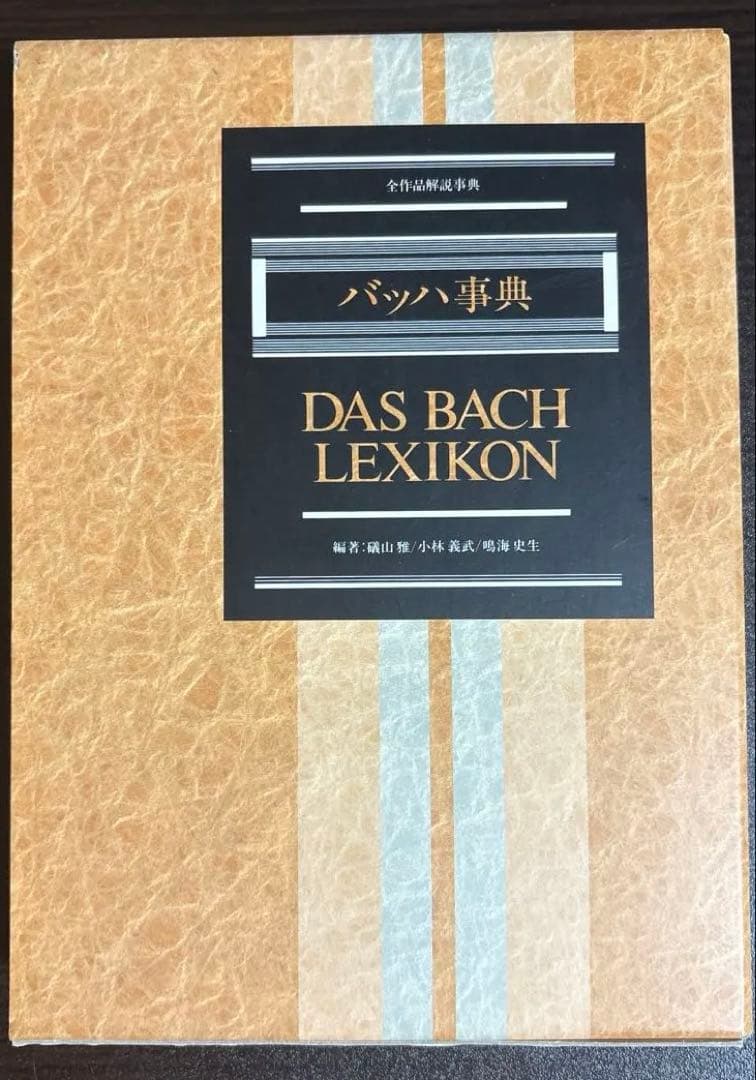 全作品解説事典
バッハ事典
DAS BACH
LEXIKON
編著:礒山 雅/小林 義武/鳴海 史生